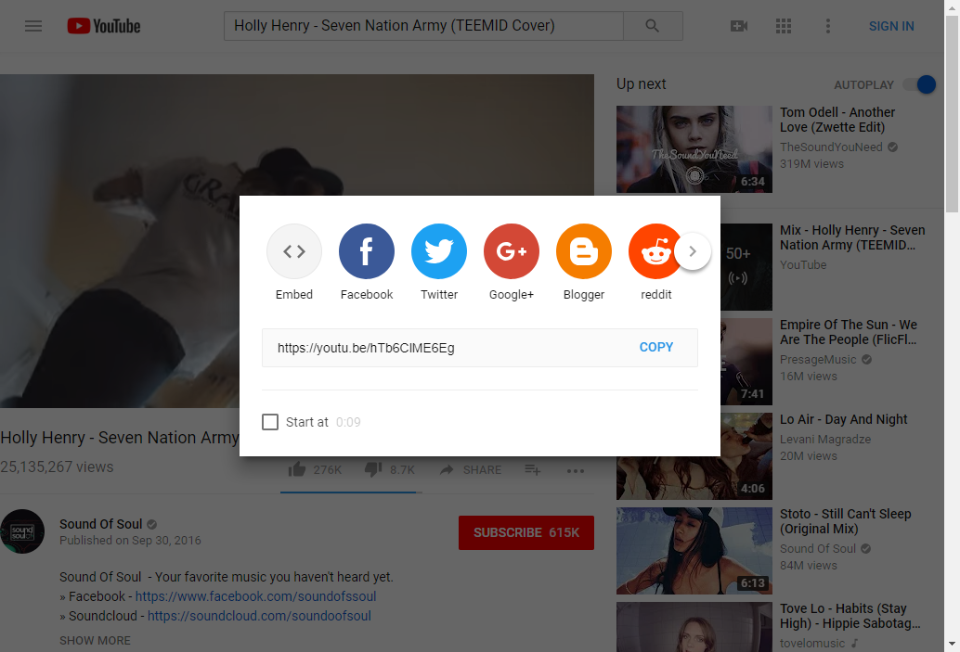 YouTube
Holly Henry - Seven Nation Army (TEEMID Cover)
SIGN IN
Up next
AUTOPLAY
TheSoundYouNeed
6:34
Tom Odell - Another
Love (Zwette Edit)
TheSoundYouNeed
319M views
50+
Mix - Holly Henry - Seven
Nation Army (TEEMID...
YouTube
7:41
Empire Of The Sun - We
Are The People (FlicFl...
PresageMusic
16M views
4:06
Lo Air - Day And Night
Levani Magradze
20M views
6:13
Stoto - Still Can't Sleep
(Original Mix)
Sound Of Soul
84M views
Tove Lo - Habits (Stay
High) - Hippie Sabotag...
tovelomusic
Embed
Facebook
Twitter
Google+
Blogger
reddit
https://youtu.be/hTb6CIME6Eg
COPY
Start at 0:09
Holly Henry - Seven Nation Army
25,135,267 views
276K
8.7K
SHARE
sound
soul
Sound Of Soul
Published on Sep 30, 2016
SUBSCRIBE 615K
Sound Of Soul - Your favorite music you haven't heard yet.
» Facebook - https://www.facebook.com/soundofssoul
» Soundcloud - https://soundcloud.com/soundoofsoul
SHOW MORE